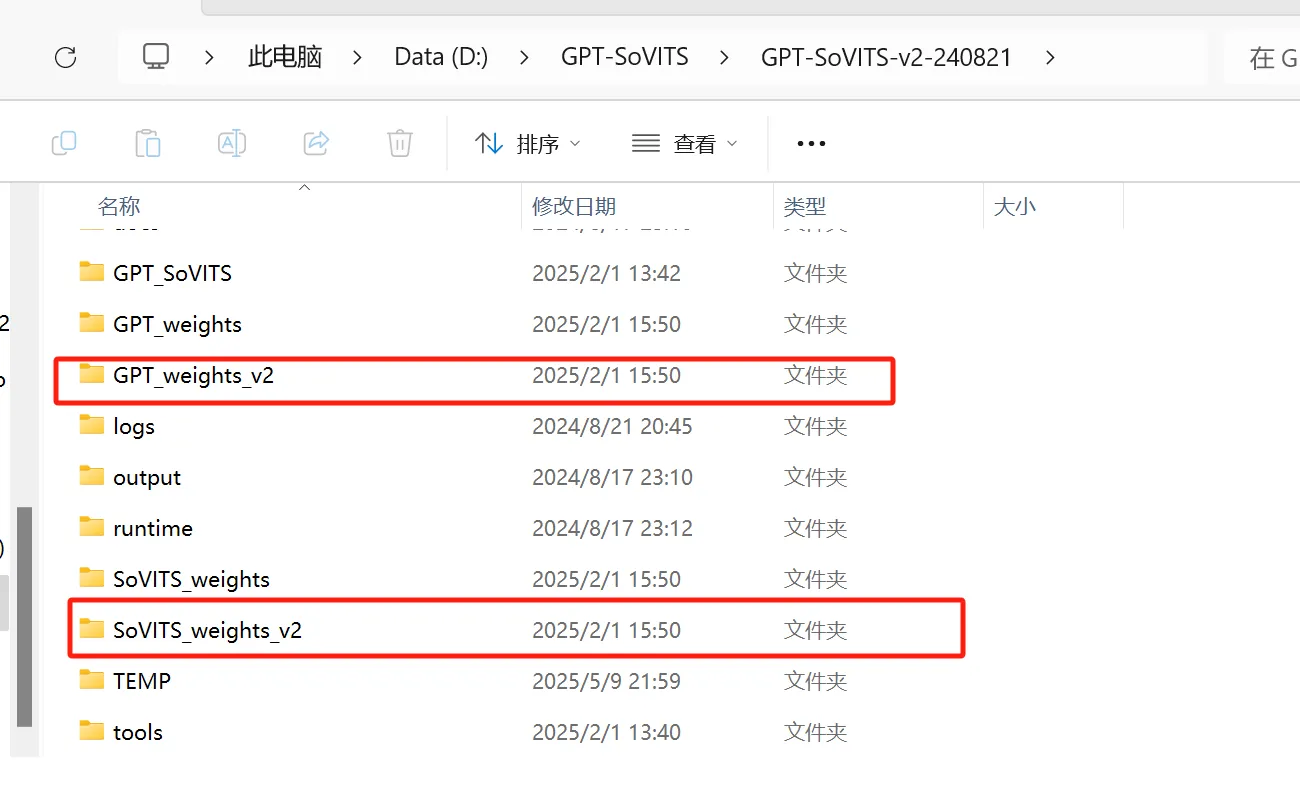 此电脑 > Data (D:) > GPT-SoVITS > GPT-SoVITS-v2-240821 > 在 G
排序 查看 •••
名称 修改日期 类型 大小
GPT_SoVITS 2025/2/1 13:42 文件夹
GPT_weights 2025/2/1 15:50 文件夹
GPT_weights_v2 2025/2/1 15:50 文件夹
logs 2024/8/21 20:45 文件夹
output 2024/8/17 23:10 文件夹
runtime 2024/8/17 23:12 文件夹
SoVITS_weights 2025/2/1 15:50 文件夹
SoVITS_weights_v2 2025/2/1 15:50 文件夹
TEMP 2025/5/9 21:59 文件夹
tools 2025/2/1 13:40 文件夹